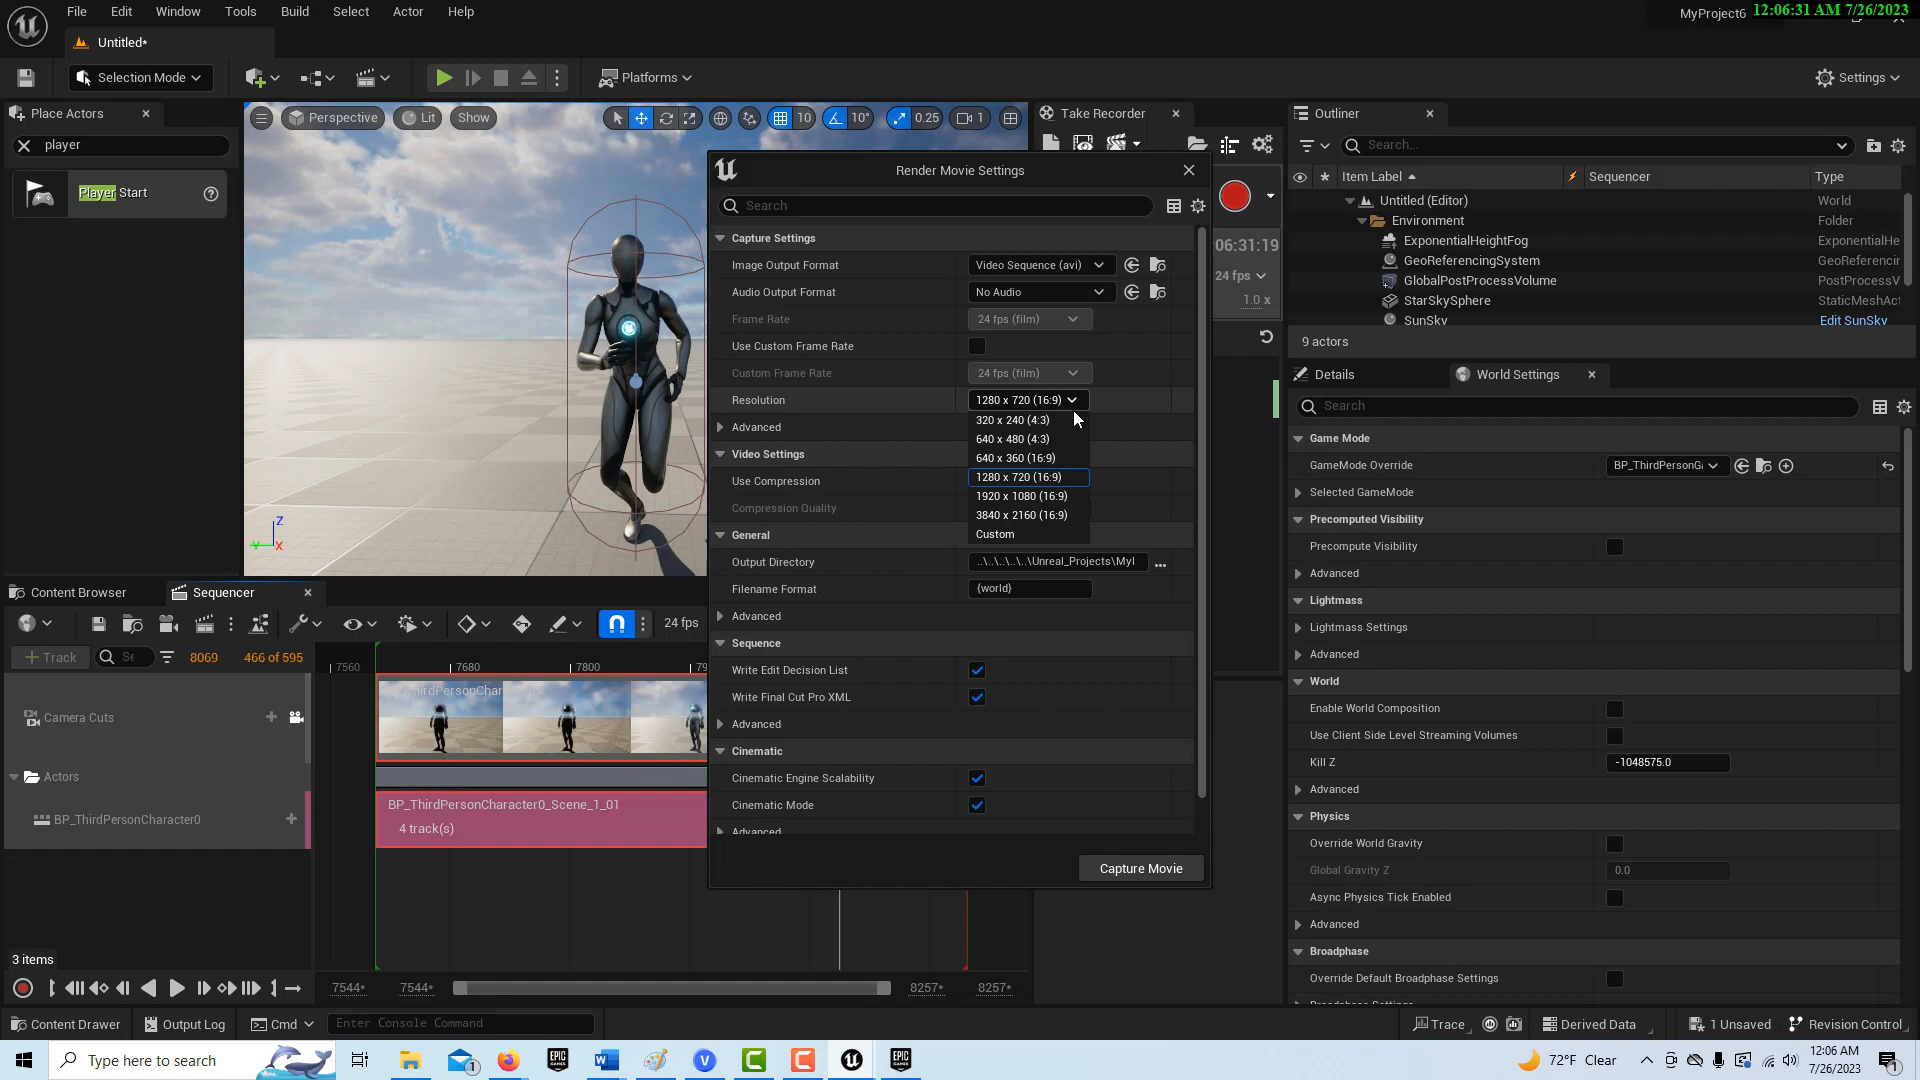 File Edit Window Tools Build Select Actor Help
MyProject6 12:06:31 AM 7/26/2023
Untitled*
Selection Mode
Platforms
Settings
Place Actors
player
Player Start
Perspective Lit Show
10 10° 0.25 1
Take Recorder
06:31:19
24 fps
1.0 x
Render Movie Settings
Search
Capture Settings
Image Output Format Video Sequence (avi)
Audio Output Format No Audio
Frame Rate 24 fps (film)
Use Custom Frame Rate
Custom Frame Rate 24 fps (film)
Resolution 1280 x 720 (16:9)
320 x 240 (4:3)
640 x 480 (4:3)
640 x 360 (16:9)
1280 x 720 (16:9)
1920 x 1080 (16:9)
3840 x 2160 (16:9)
Custom
Advanced
Video Settings
Use Compression
Compression Quality
General
Output Directory ..\..\..\..\..\Unreal_Projects\Myl
Filename Format {world}
Advanced
Sequence
Write Edit Decision List
Write Final Cut Pro XML
Advanced
Cinematic
Cinematic Engine Scalability
Cinematic Mode
Advanced
Capture Movie
Outliner
Search...
Item Label Sequencer Type
Untitled (Editor) World
Environment Folder
ExponentialHeightFog ExponentialHe
GeoReferencingSystem GeoReferencin
GlobalPostProcessVolume PostProcessV
StarSkySphere StaticMeshAct
SunSky Edit SunSky
9 actors
Details World Settings
Search
Game Mode
GameMode Override BP_ThirdPersonGa
Selected GameMode
Precomputed Visibility
Precompute Visibility
Advanced
Lightmass
Lightmass Settings
Advanced
World
Enable World Composition
Use Client Side Level Streaming Volumes
Kill Z -1048575.0
Advanced
Physics
Override World Gravity
Global Gravity Z 0.0
Async Physics Tick Enabled
Advanced
Broadphase
Override Default Broadphase Settings
Content Browser Sequencer
24 fps
Track Se 8069 466 of 595
7560 7680 7800 79
Camera Cuts
Actors
BP_ThirdPersonCharacter0
BP_ThirdPersonCharacter0_Scene_1_01
4 track(s)
3 items
7544* 7544* 8257* 8257*
Content Drawer Output Log Cmd Enter Console Command
Trace Derived Data 1 Unsaved Revision Control
Type here to search
72°F Clear
12:06 AM
7/26/2023